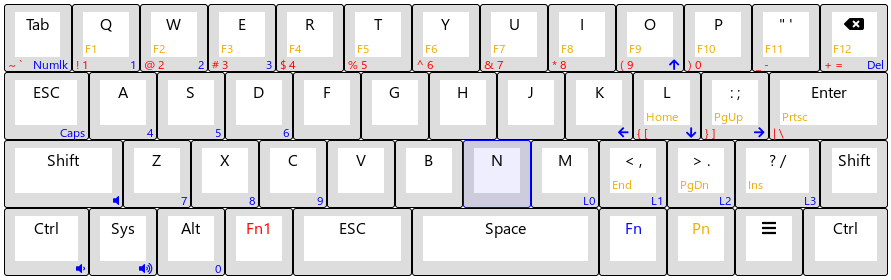 Tab Q W E R T Y U I O P " '
F1 F2 F3 F4 F5 F6 F7 F8 F9 F10 F11 F12
~ ` Numlk ! 1 1 @ 2 2 # 3 3 $ 4 % 5 ^ 6 & 7 * 8 ( 9 ) 0 _ - + = Del
ESC A S D F G H J K L : ; Enter
Home PgUp Prtsc
Caps 4 5 6 { [ } ] | \
Shift Z X C V B N M < , > . ? / Shift
End PgDn Ins
7 8 9 L0 L1 L2 L3
Ctrl Sys Alt Fn1 ESC Space Fn Pn Ctrl
0